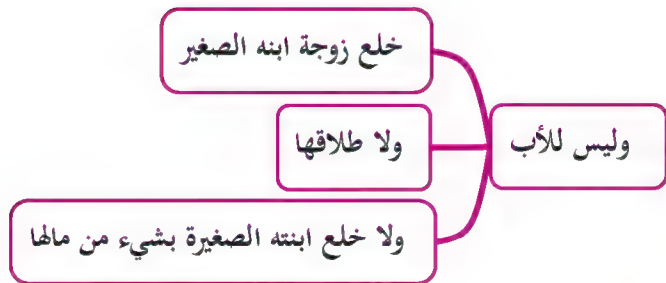 وليس للأب
خلع زوجة ابنه الصغير
ولا طلاقها
ولا خلع ابنته الصغيرة بشيء من مالها